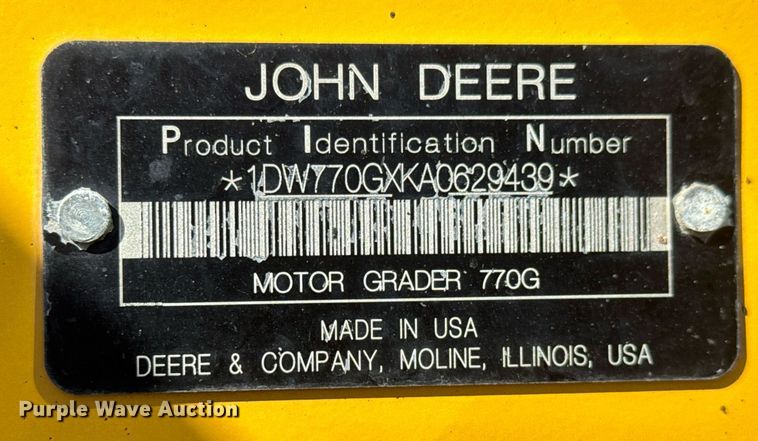 JOHN DEERE
Product Identification Number
*1DW770GXKA0629439*
MOTOR GRADER 770G
MADE IN USA
DEERE & COMPANY, MOLINE, ILLINOIS, USA
Purple Wave Auction